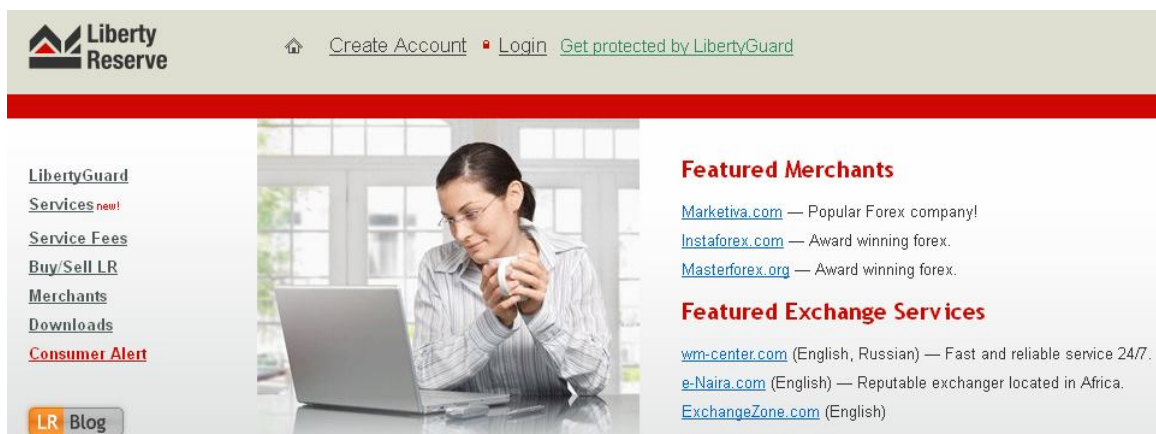 Liberty
Reserve
Create Account Login Get protected by LibertyGuard
LibertyGuard
Services new!
Service Fees
Buy/Sell LR
Merchants
Downloads
Consumer Alert
LR Blog
Featured Merchants
Marketiva.com — Popular Forex company!
Instaforex.com — Award winning forex.
Masterforex.org — Award winning forex.
Featured Exchange Services
wm-center.com (English, Russian) — Fast and reliable service 24/7.
e-Naira.com (English) — Reputable exchanger located in Africa.
ExchangeZone.com (English)